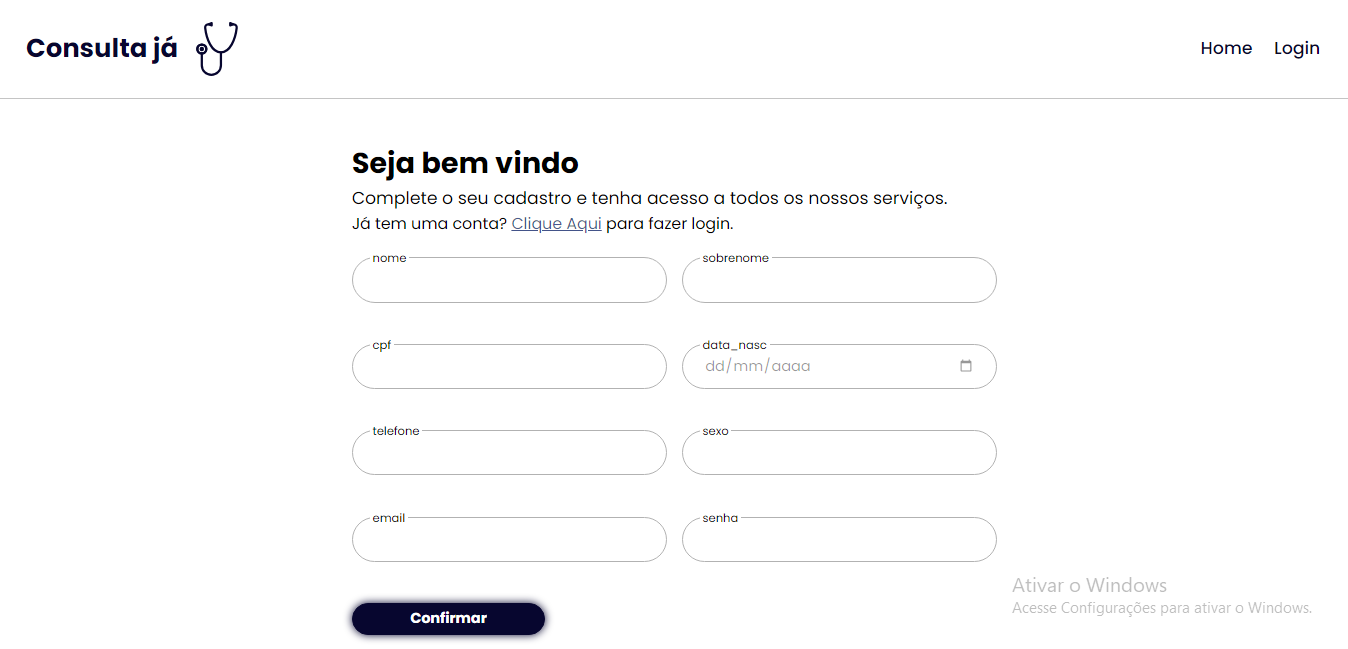 Consulta já
Home Login
Seja bem vindo
Complete o seu cadastro e tenha acesso a todos os nossos serviços.
Já tem uma conta? Clique Aqui para fazer login.
nome sobrenome
cpf data_nasc
dd/mm/aaaa
telefone sexo
email senha
Ativar o Windows
Acesse Configurações para ativar o Windows.
Confirmar